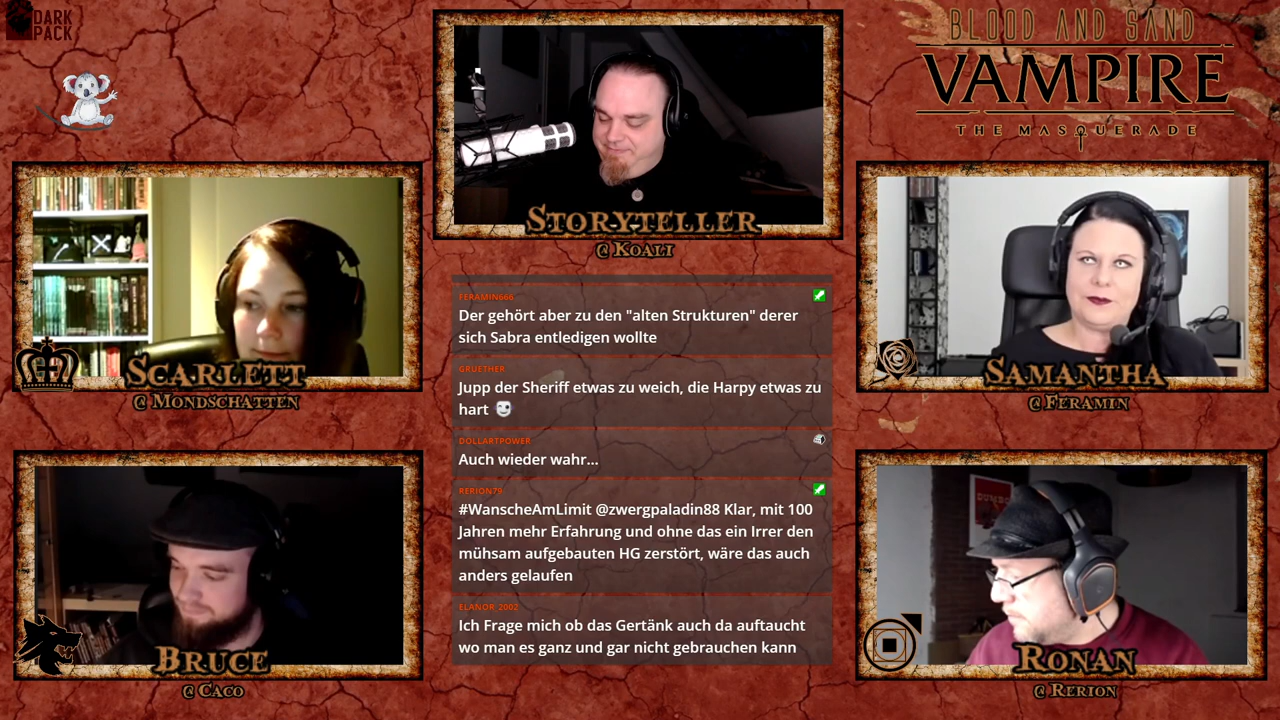 DARK
PACK
BLOOD AND SAND
VAMPIRE
THE MASQUERADE
STORYTELLER
@ KOALI
SCARLETT
@ MONDSCHATTEN
SAMANTHA
@ FERAMIN
FERAMIN666
Der gehört aber zu den "alten Strukturen" derer
sich Sabra entledigen wollte
GRUETHER
Jupp der Sheriff etwas zu weich, die Harpy etwas zu
hart
DOLLARTPOWER
Auch wieder wahr...
RERION79
#WanscheAmLimit @zwergpaladin88 Klar, mit 100
Jahren mehr Erfahrung und ohne das ein Irrer den
mühsam aufgebauten HG zerstört, wäre das auch
anders gelaufen
ELANOR_2002
Ich Frage mich ob das Gertänk auch da auftaucht
wo man es ganz und gar nicht gebrauchen kann
BRUCE
@ CACO
RONAN
@ RERION